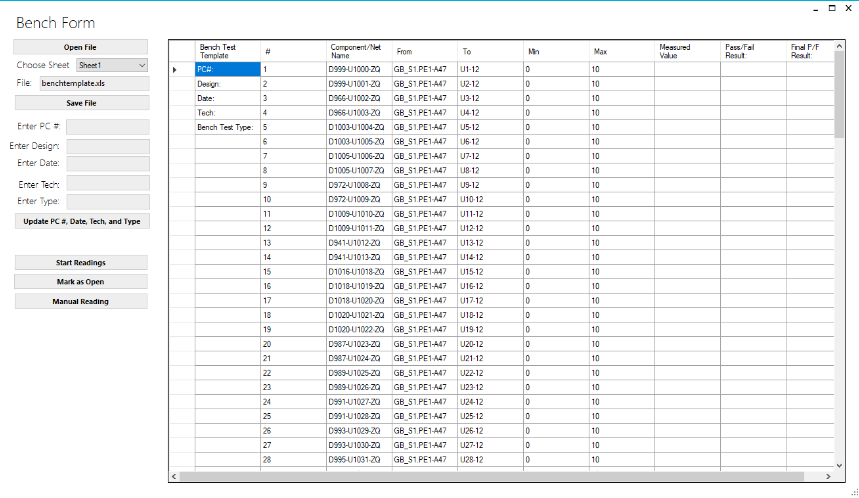 Bench Form
Open File
Choose Sheet Sheet1
File: benchtemplate.xls
Save File
Enter PC #:
Enter Design:
Enter Date:
Enter Tech:
Enter Type:
Update PC #, Date, Tech, and Type
Start Readings
Mark as Open
Manual Reading
Bench Test Template # Component/Net Name From To Min Max Measured Value Pass/Fail Result: Final P/F Result:
PC#: 1 D999-U1000-ZQ GB_S1.PE1-A47 U1-12 0 10
Design: 2 D999-U1001-ZQ GB_S1.PE1-A47 U2-12 0 10
Date: 3 D966-U1002-ZQ GB_S1.PE1-A47 U3-12 0 10
Tech: 4 D966-U1003-ZQ GB_S1.PE1-A47 U4-12 0 10
Bench Test Type: 5 D1003-U1004-ZQ GB_S1.PE1-A47 U5-12 0 10
6 D1003-U1005-ZQ GB_S1.PE1-A47 U6-12 0 10
7 D1005-U1006-ZQ GB_S1.PE1-A47 U7-12 0 10
8 D1005-U1007-ZQ GB_S1.PE1-A47 U8-12 0 10
9 D972-U1008-ZQ GB_S1.PE1-A47 U9-12 0 10
10 D972-U1009-ZQ GB_S1.PE1-A47 U10-12 0 10
11 D1009-U1010-ZQ GB_S1.PE1-A47 U11-12 0 10
12 D1009-U1011-ZQ GB_S1.PE1-A47 U12-12 0 10
13 D941-U1012-ZQ GB_S1.PE1-A47 U13-12 0 10
14 D941-U1013-ZQ GB_S1.PE1-A47 U14-12 0 10
15 D1016-U1018-ZQ GB_S1.PE1-A47 U15-12 0 10
16 D1018-U1019-ZQ GB_S1.PE1-A47 U16-12 0 10
17 D1018-U1020-ZQ GB_S1.PE1-A47 U17-12 0 10
18 D1020-U1021-ZQ GB_S1.PE1-A47 U18-12 0 10
19 D1020-U1022-ZQ GB_S1.PE1-A47 U19-12 0 10
20 D987-U1023-ZQ GB_S1.PE1-A47 U20-12 0 10
21 D987-U1024-ZQ GB_S1.PE1-A47 U21-12 0 10
22 D989-U1025-ZQ GB_S1.PE1-A47 U22-12 0 10
23 D989-U1026-ZQ GB_S1.PE1-A47 U23-12 0 10
24 D991-U1027-ZQ GB_S1.PE1-A47 U24-12 0 10
25 D991-U1028-ZQ GB_S1.PE1-A47 U25-12 0 10
26 D993-U1029-ZQ GB_S1.PE1-A47 U26-12 0 10
27 D993-U1030-ZQ GB_S1.PE1-A47 U27-12 0 10
28 D995-U1031-ZQ GB_S1.PE1-A47 U28-12 0 10